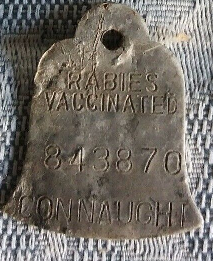 RABIES
VACCINATED
843870
CONNAUGHT